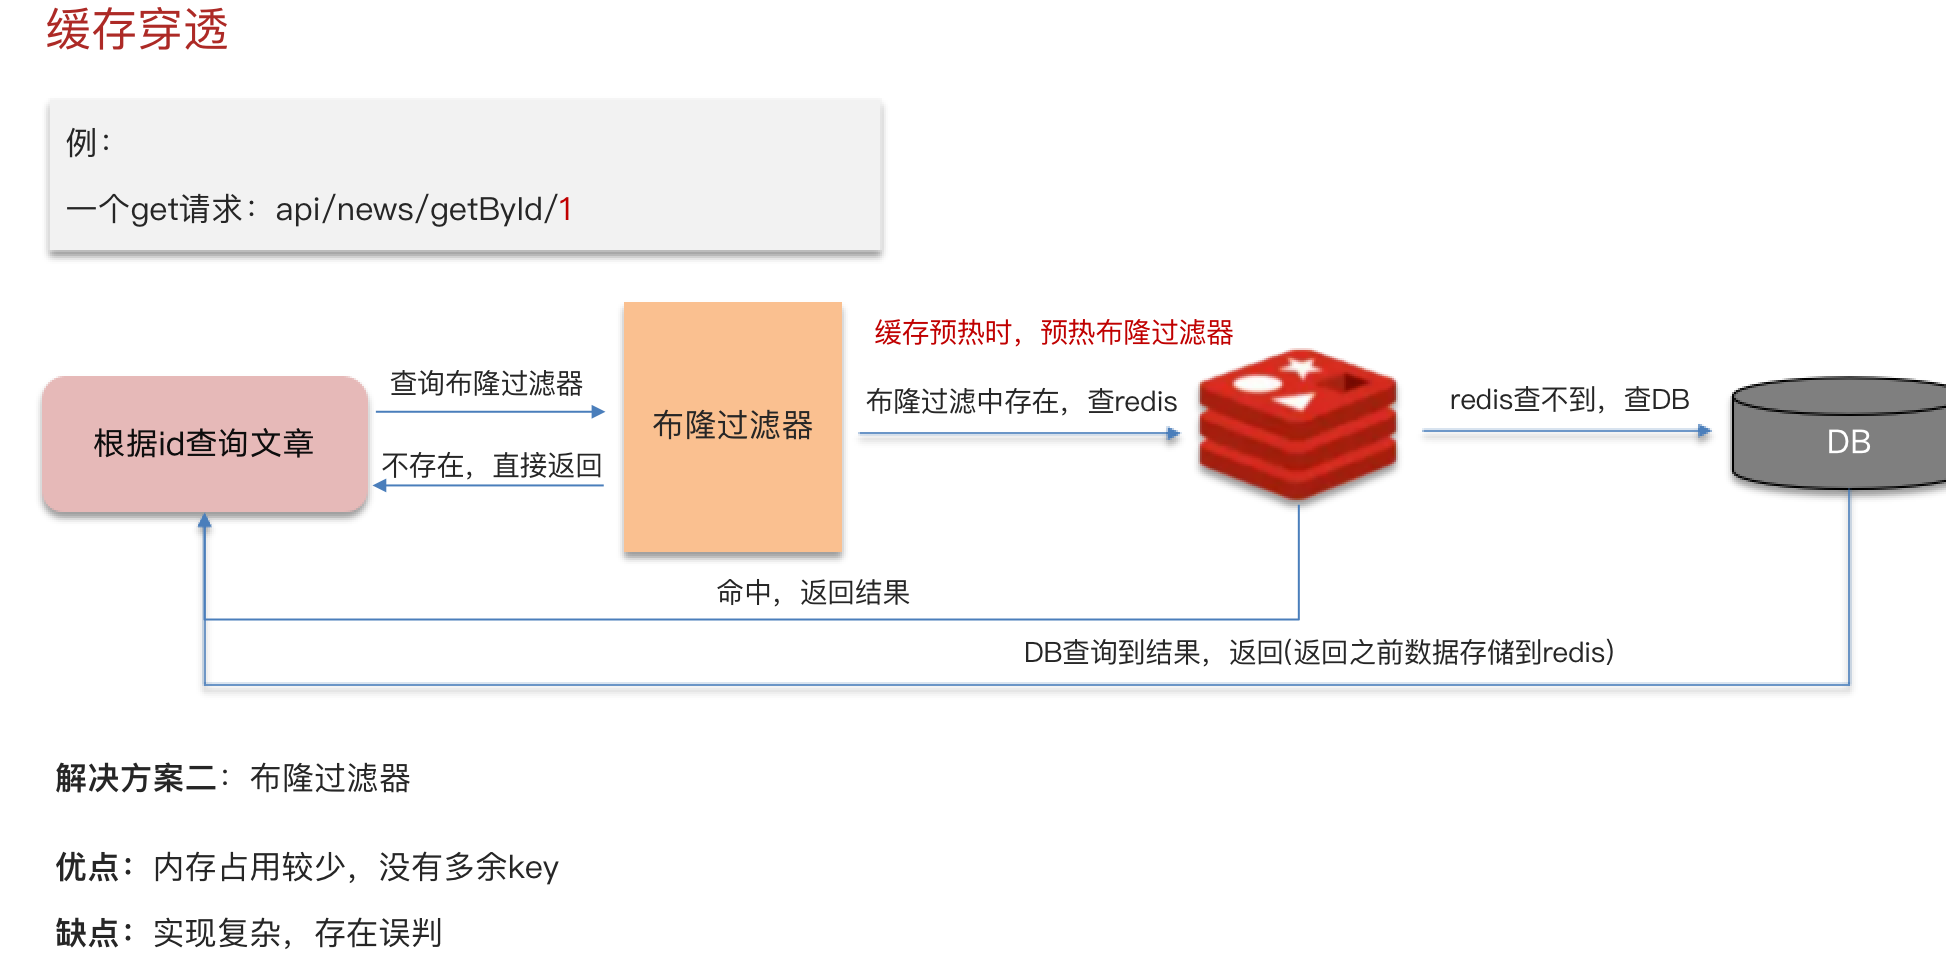 缓存穿透
例：
一个get请求：api/news/getById/1
缓存预热时，预热布隆过滤器
查询布隆过滤器
布隆过滤中存在，查redis
redis查不到，查DB
根据id查询文章
布隆过滤器
DB
不存在，直接返回
命中，返回结果
DB查询到结果，返回(返回之前数据存储到redis)
解决方案二：布隆过滤器
优点：内存占用较少，没有多余key
缺点：实现复杂，存在误判